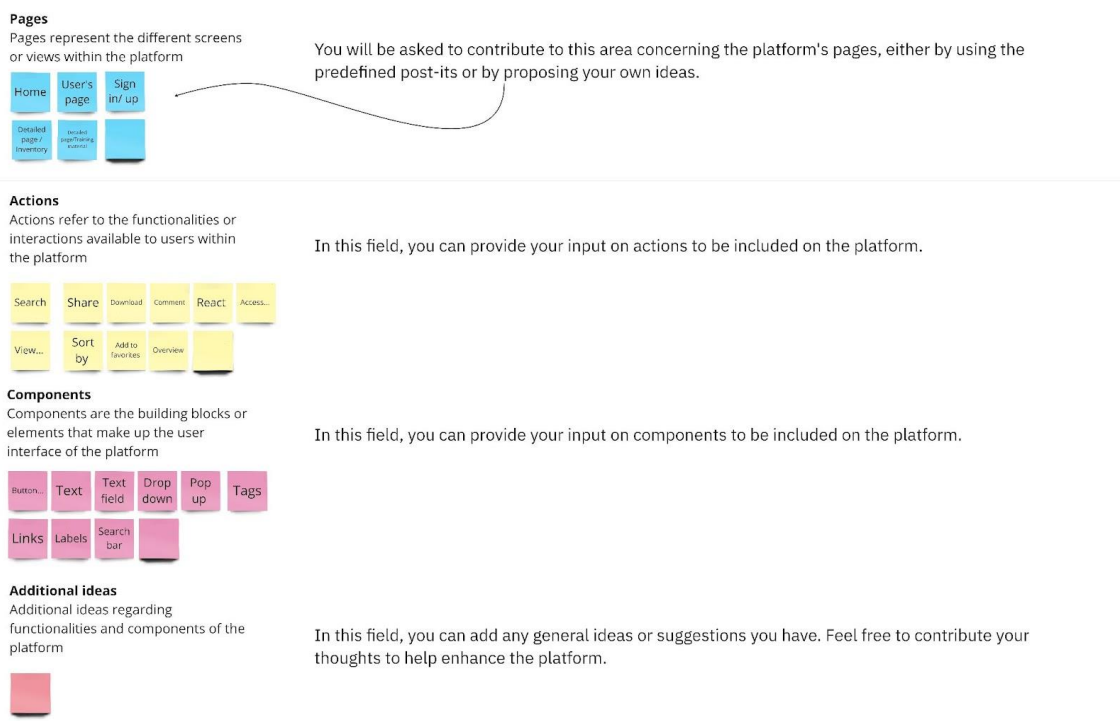 Pages
Pages represent the different screens
or views within the platform
You will be asked to contribute to this area concerning the platform's pages, either by using the
predefined post-its or by proposing your own ideas.
Home
User's
page
Sign
in/ up
Detailed
page /
Inventory
Detailed
page/Training
material
Actions
Actions refer to the functionalities or
interactions available to users within
the platform
In this field, you can provide your input on actions to be included on the platform.
Search
Share
Download
Comment
React
Access...
View...
Sort
by
Add to
favorites
Overview
Components
Components are the building blocks or
elements that make up the user
interface of the platform
In this field, you can provide your input on components to be included on the platform.
Button...
Text
Text
field
Drop
down
Pop
up
Tags
Links
Labels
Search
bar
Additional ideas
Additional ideas regarding
functionalities and components of the
platform
In this field, you can add any general ideas or suggestions you have. Feel free to contribute your
thoughts to help enhance the platform.